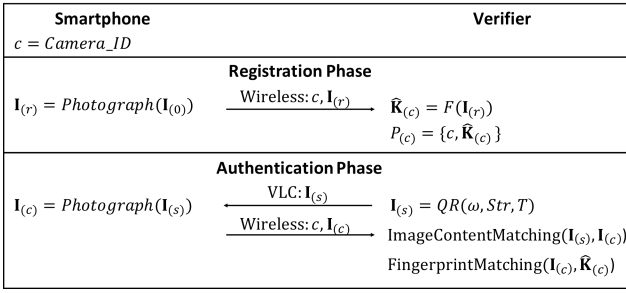 Smartphone Verifier
c = Camera_ID
Registration Phase
I(r) = Photograph(I(0)) Wireless: c, I(r) K̂(c) = F(I(r))
P(c) = {c, K̂(c) }
Authentication Phase
VLC: I(s)
I(c) = Photograph(I(s)) I(s) = QR(ω, Str, T)
Wireless: c, I(c)
ImageContentMatching(I(s), I(c))
FingerprintMatching(I(c), K̂(c))